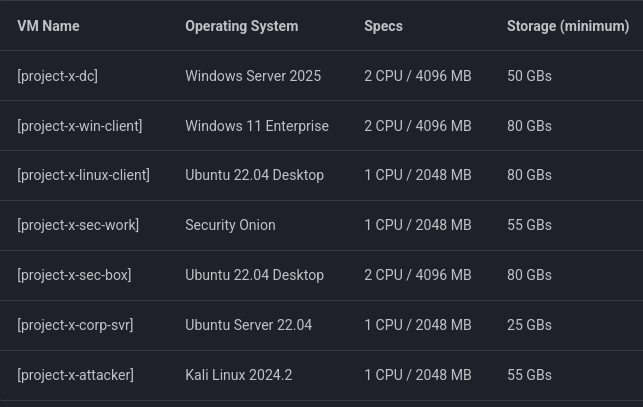 VM Name Operating System Specs Storage (minimum)
[project-x-dc] Windows Server 2025 2 CPU / 4096 MB 50 GBs
[project-x-win-client] Windows 11 Enterprise 2 CPU / 4096 MB 80 GBs
[project-x-linux-client] Ubuntu 22.04 Desktop 1 CPU / 2048 MB 80 GBs
[project-x-sec-work] Security Onion 1 CPU / 2048 MB 55 GBs
[project-x-sec-box] Ubuntu 22.04 Desktop 2 CPU / 4096 MB 80 GBs
[project-x-corp-svr] Ubuntu Server 22.04 1 CPU / 2048 MB 25 GBs
[project-x-attacker] Kali Linux 2024.2 1 CPU / 2048 MB 55 GBs